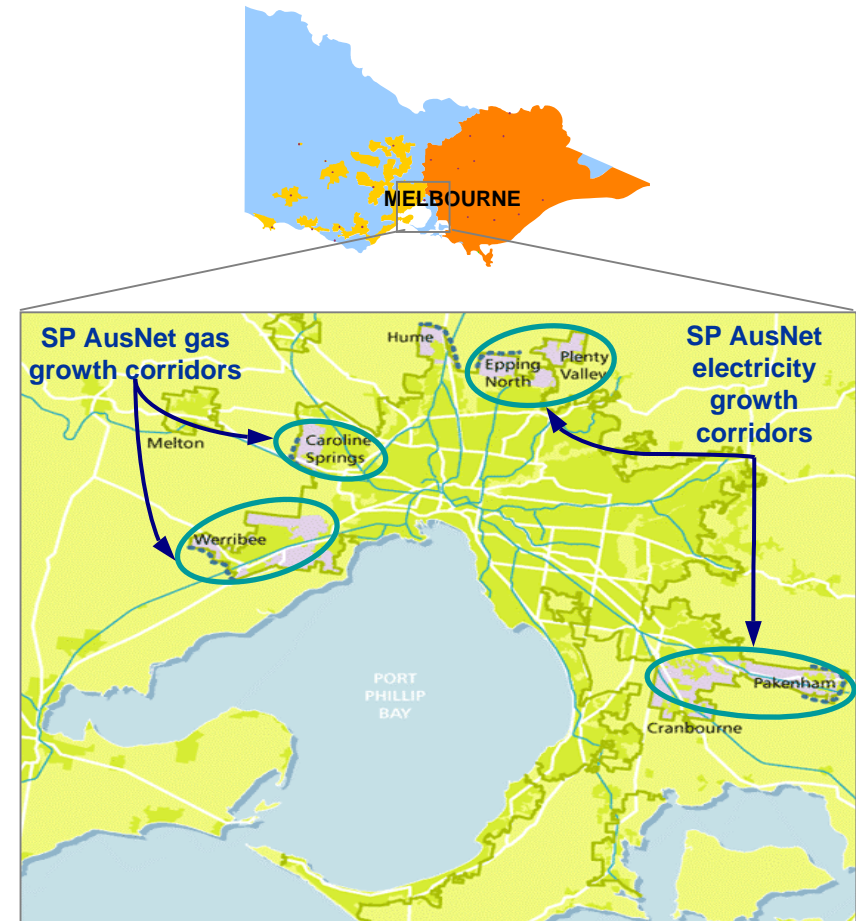 MELBOURNE
SP AusNet gas
growth corridors
SP AusNet
electricity
growth
corridors
Hume
Epping
North
Plenty
Valley
Melton
Caroline
Springs
Werribee
PORT
PHILLIP
BAY
Pakenham
Cranbourne